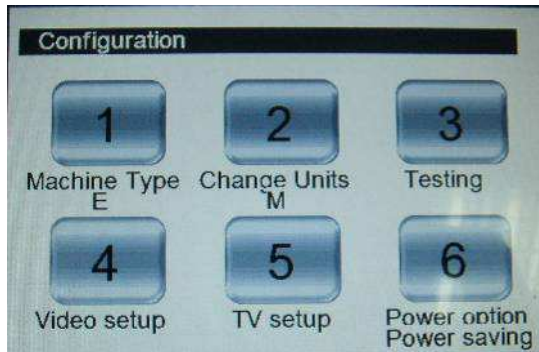 Configuration
1 2 3
Machine Type Change Units Testing
E M
4 5 6
Video setup TV setup Power option
Power saving